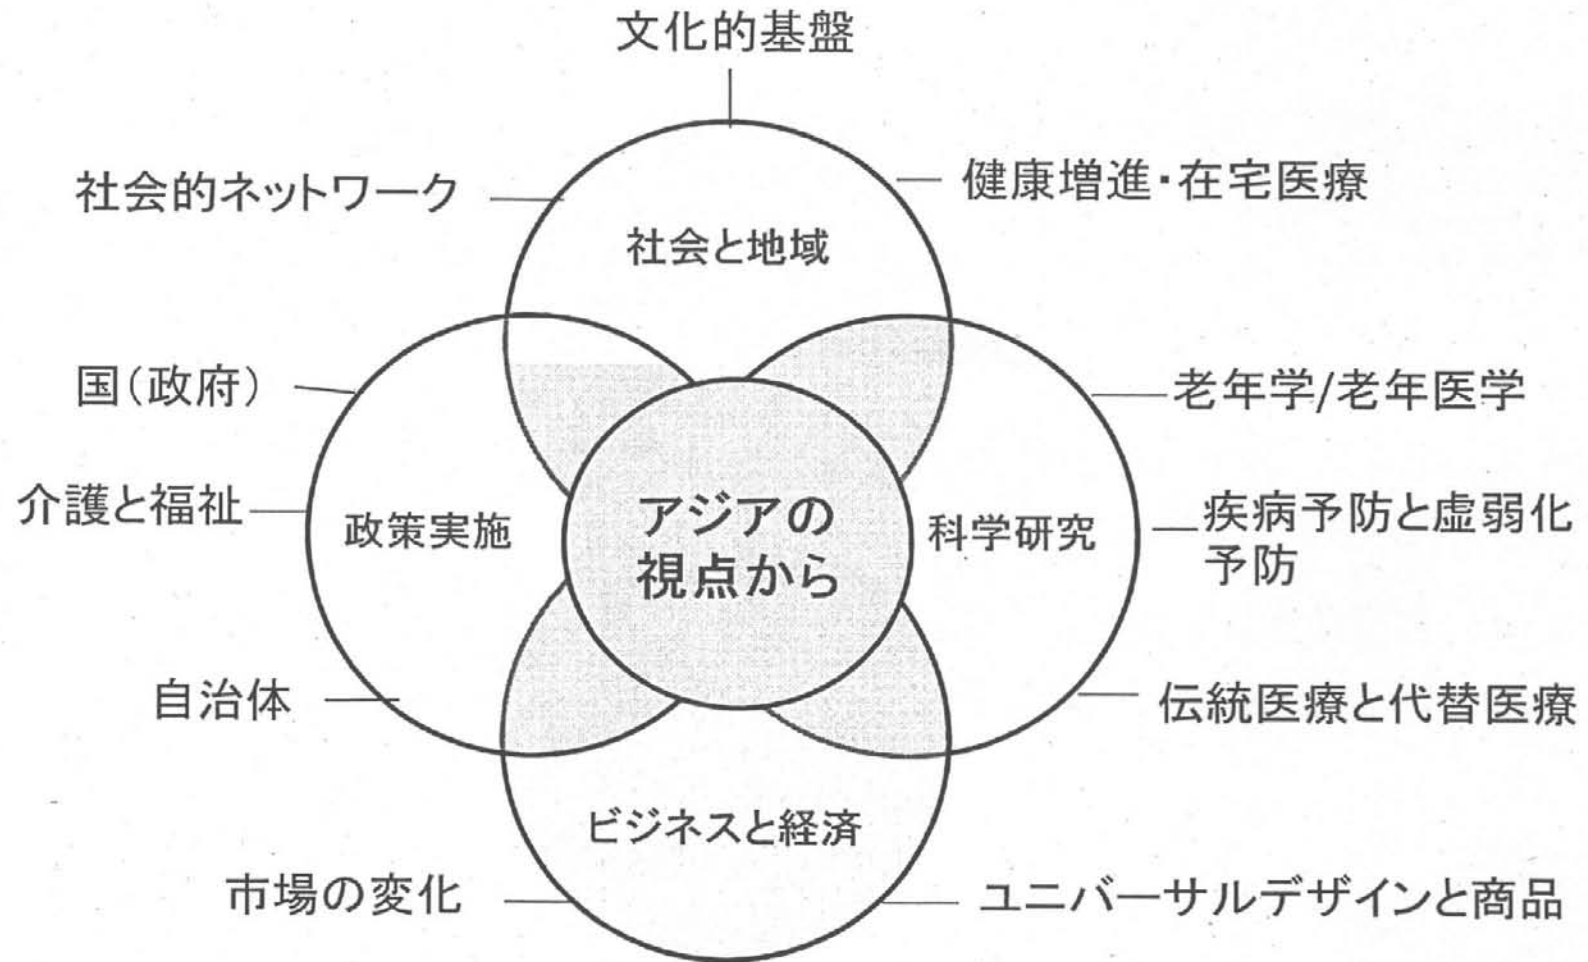 文化的基盤
社会的ネットワーク
健康増進・在宅医療
社会と地域
国(政府)
老年学/老年医学
介護と福祉
政策実施
アジアの
視点から
科学研究
疾病予防と虚弱化
予防
自治体
伝統医療と代替医療
ビジネスと経済
市場の変化
ユニバーサルデザインと商品